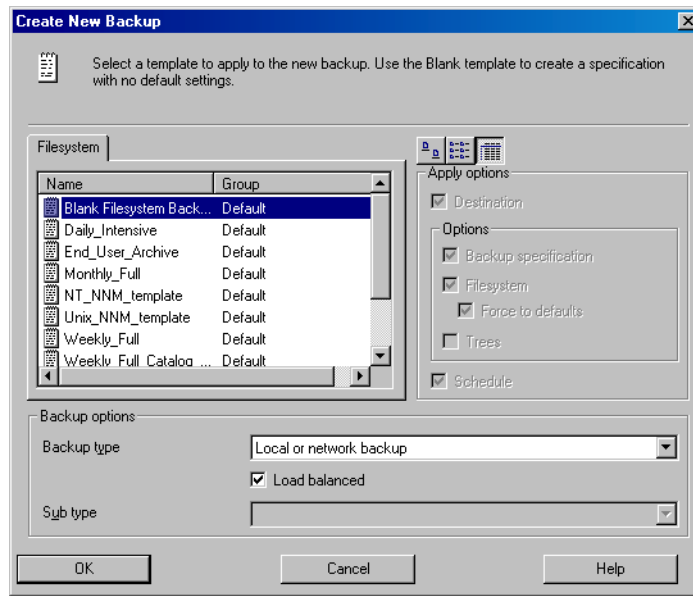 Create New Backup
Select a template to apply to the new backup. Use the Blank template to create a specification
with no default settings.
Filesystem
Name Group
Blank Filesystem Back... Default
Daily_Intensive Default
End_User_Archive Default
Monthly_Full Default
NT_NNM_template Default
Unix_NNM_template Default
Weekly_Full Default
Weekly_Full_Catalog_... Default
Apply options
Destination
Options
Backup specification
Filesystem
Force to defaults
Trees
Schedule
Backup options
Backup type Local or network backup
Load balanced
Sub type
OK Cancel Help